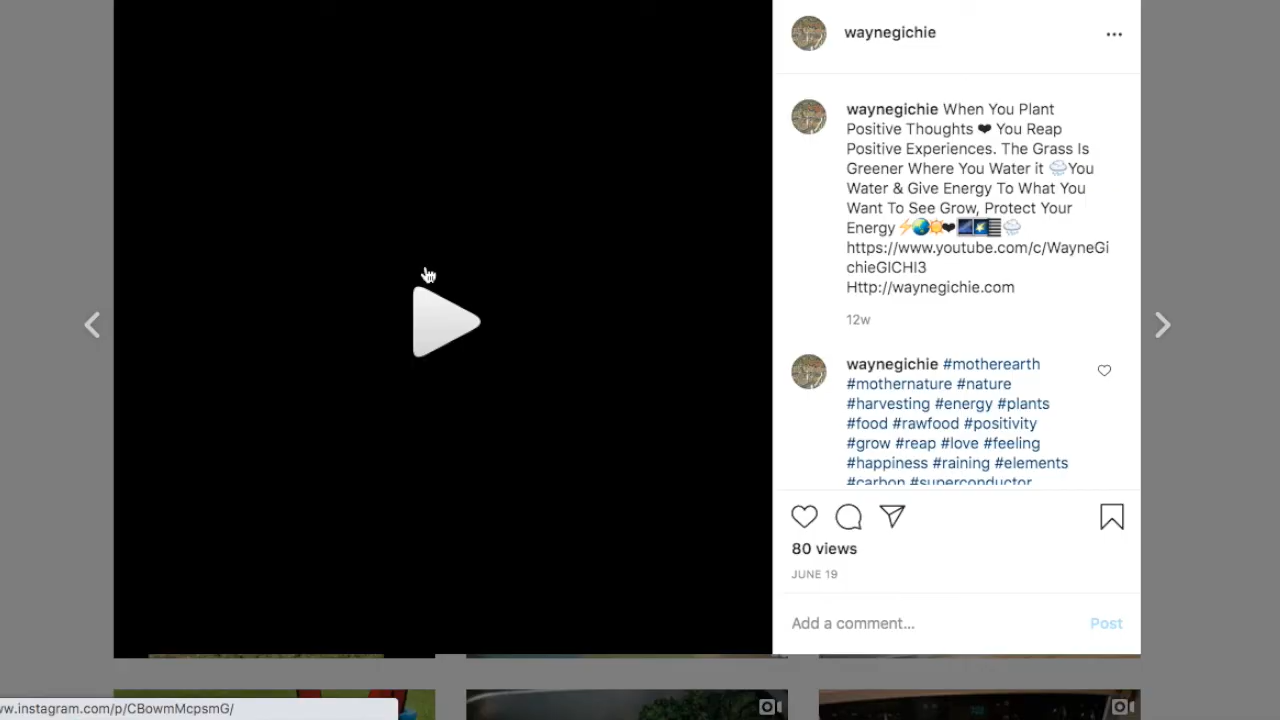 waynegichie
waynegichie When You Plant
Positive Thoughts ❤ You Reap
Positive Experiences. The Grass Is
Greener Where You Water it 🌧You
Water & Give Energy To What You
Want To See Grow, Protect Your
Energy
https://www.youtube.com/c/WayneGi
chieGICHI3
Http://waynegichie.com
12w
waynegichie #motherearth
#mothernature #nature
#harvesting #energy #plants
#food #rawfood #positivity
#grow #reap #love #feeling
#happiness #raining #elements
#carbon #superconductor
80 views
JUNE 19
Add a comment...
Post
ww.instagram.com/p/CBowmMcpsmG/